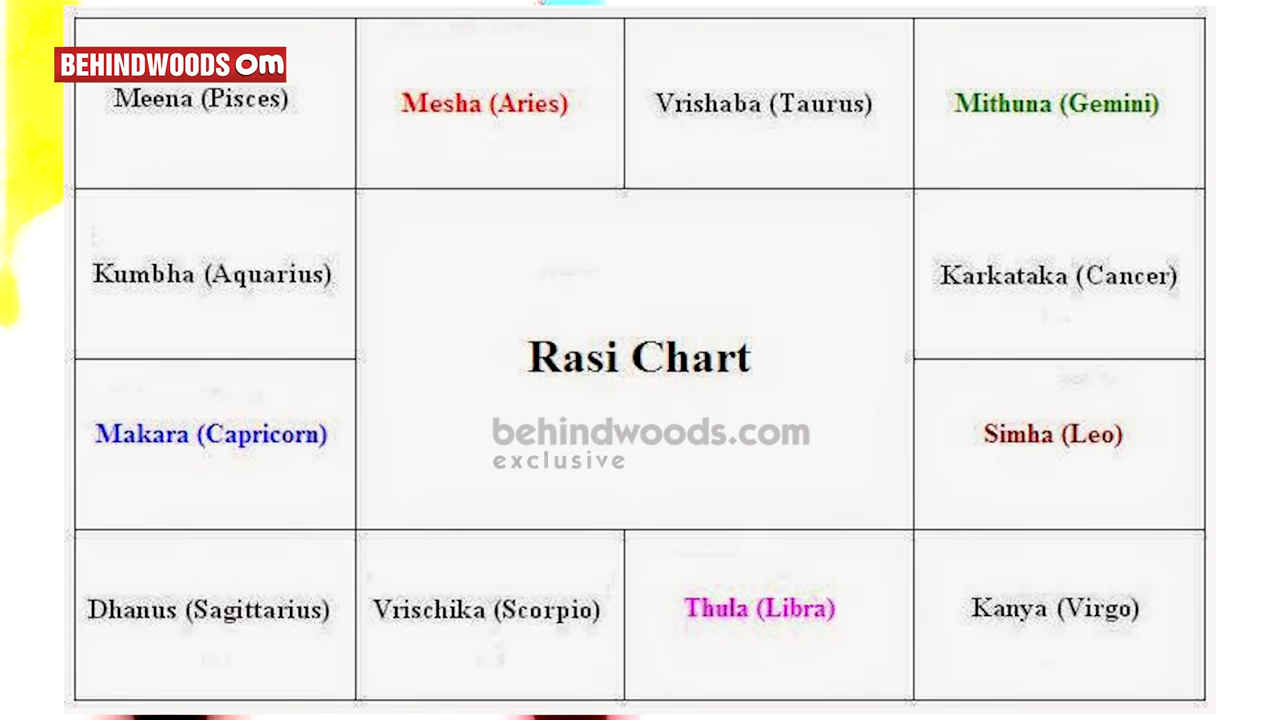 BEHINDWOODS Om
Meena (Pisces)
Mesha (Aries)
Vrishaba (Taurus)
Mithuna (Gemini)
Kumbha (Aquarius)
Karkataka (Cancer)
Rasi Chart
behindwoods.com
exclusive
Makara (Capricorn)
Simha (Leo)
Dhanus (Sagittarius)
Vrischika (Scorpio)
Thula (Libra)
Kanya (Virgo)